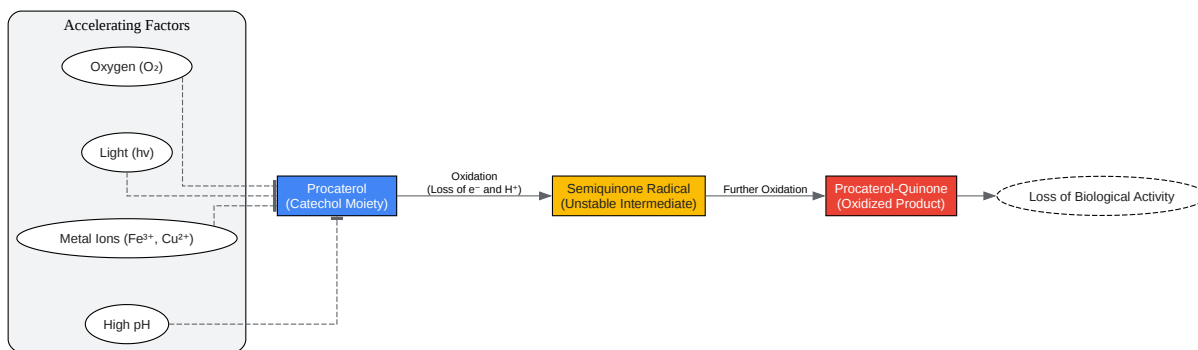 Accelerating Factors
Oxygen (O₂)
Light (hv)
Metal Ions (Fe³⁺, Cu²⁺)
High pH
Procaterol
(Catechol Moiety)
Oxidation
(Loss of e⁻ and H⁺)
Semiquinone Radical
(Unstable Intermediate)
Further Oxidation
Procaterol-Quinone
(Oxidized Product)
Loss of Biological Activity